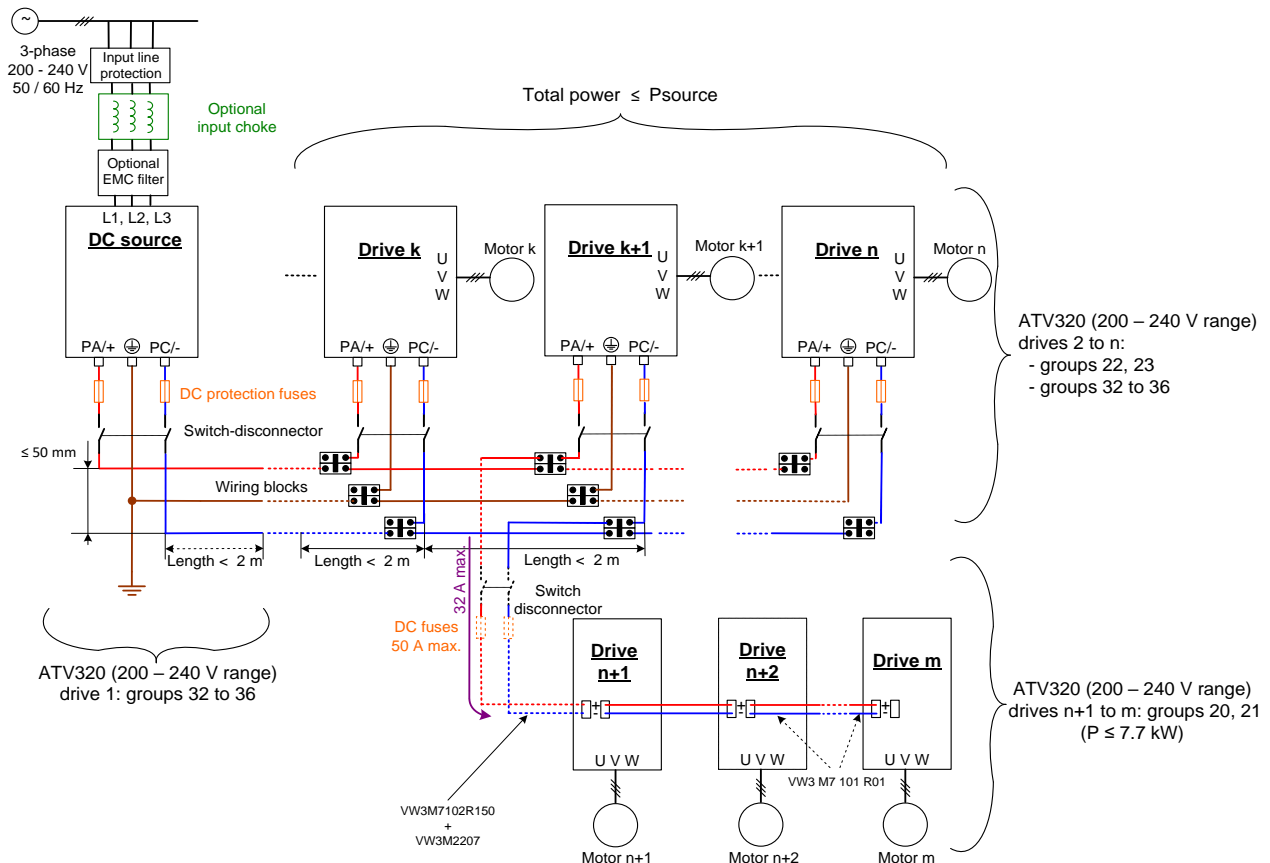 ~
3-phase
200 - 240 V
50 / 60 Hz
Input line
protection
Optional
input choke
Optional
EMC filter
Total power ≤ Psource
L1, L2, L3
DC source
PA/+
PC/-
Drive k
U
V
W
Motor k
PA/+
PC/-
Drive k+1
U
V
W
Motor k+1
PA/+
PC/-
Drive n
U
V
W
Motor n
PA/+
PC/-
ATV320 (200 – 240 V range)
drives 2 to n:
- groups 22, 23
- groups 32 to 36
DC protection fuses
Switch-disconnector
≤ 50 mm
Wiring blocks
Length < 2 m
Length < 2 m
Length < 2 m
32 A max.
Switch
disconnector
DC fuses
50 A max.
ATV320 (200 – 240 V range)
drive 1: groups 32 to 36
Drive
n+1
+
-
U V W
Motor n+1
Drive
n+2
+
-
U V W
Motor n+2
Drive m
+
-
U V W
Motor m
VW3 M7 101 R01
VW3M7102R150
+
VW3M2207
ATV320 (200 – 240 V range)
drives n+1 to m: groups 20, 21
(P ≤ 7.7 kW)